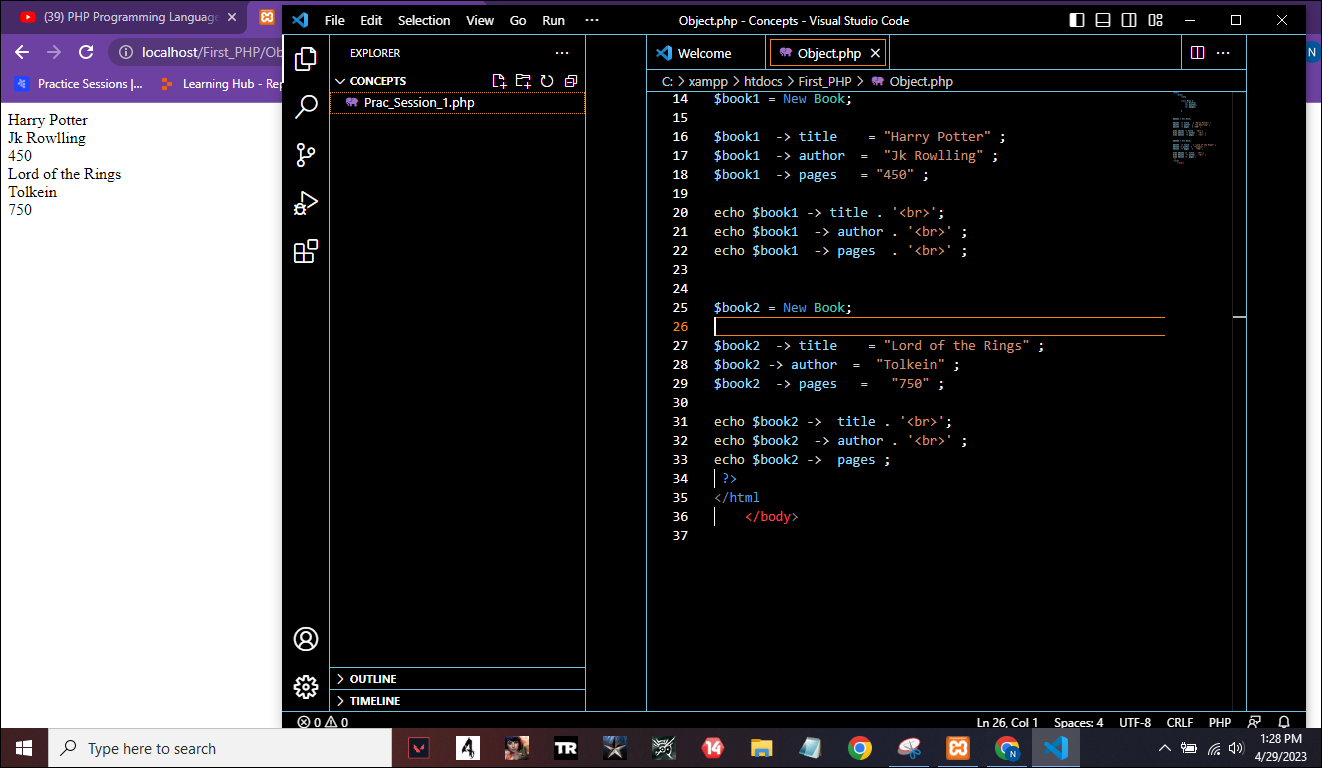 (39) PHP Programming Language
File Edit Selection View Go Run ···
Object.php - Concepts - Visual Studio Code
localhost/First_PHP/Ob
N
Practice Sessions |...
Learning Hub - Rep
EXPLORER
CONCEPTS
Prac_Session_1.php
OUTLINE
TIMELINE
Welcome
Object.php
C: > xampp > htdocs > First_PHP > Object.php
Harry Potter
Jk Rowlling
450
Lord of the Rings
Tolkein
750
14 $book1 = New Book;
15
16 $book1 -> title = "Harry Potter" ;
17 $book1 -> author = "Jk Rowlling" ;
18 $book1 -> pages = "450" ;
19
20 echo $book1 -> title . '<br>';
21 echo $book1 -> author . '<br>' ;
22 echo $book1 -> pages . '<br>' ;
23
24
25 $book2 = New Book;
26
27 $book2 -> title = "Lord of the Rings" ;
28 $book2 -> author = "Tolkein" ;
29 $book2 -> pages = "750" ;
30
31 echo $book2 -> title . '<br>';
32 echo $book2 -> author . '<br>' ;
33 echo $book2 -> pages ;
34 ?>
35 </html
36 </body>
37
0 0
Ln 26, Col 1 Spaces: 4 UTF-8 CRLF PHP
Type here to search
4
TR
14
N
1:28 PM
4/29/2023